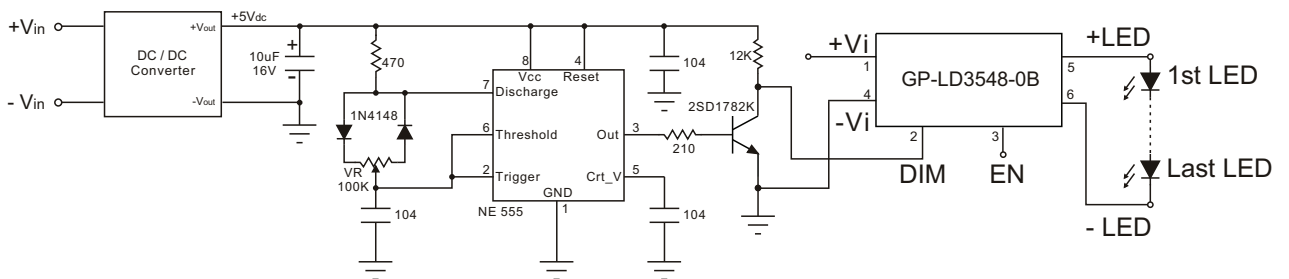 +Vin
- Vin
DC / DC
Converter
+Vout
-Vout
+5Vdc
10uF
16V
+
-
470
1N4148
VR
100K
104
7
6
2
8
4
Vcc
Reset
Discharge
Threshold
Trigger
Out
Crt_V
GND
3
5
1
NE 555
104
104
210
12K
2SD1782K
+Vi
1
4
-Vi
GP-LD3548-0B
2
3
DIM
EN
5
6
+LED
1st LED
Last LED
- LED